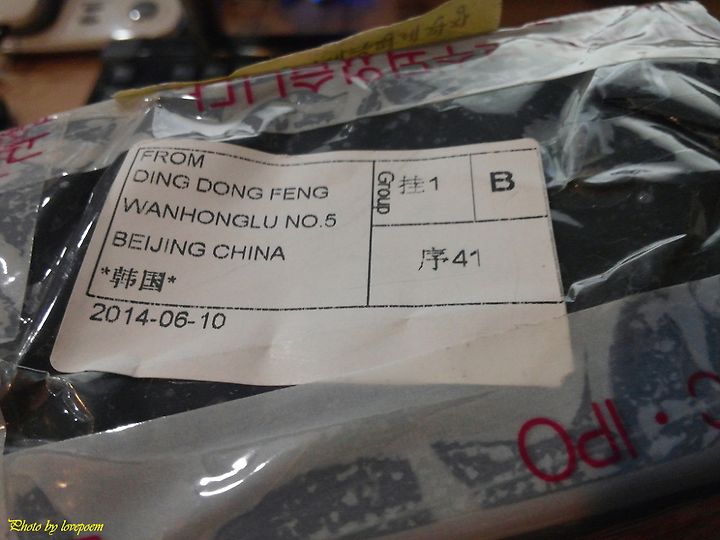 FROM
DING DONG FENG
WANHONGLU NO.5
BEIJING CHINA
*韩国*
2014-06-10
Group
挂1
B
序41
IPO
Photo by lovepoem